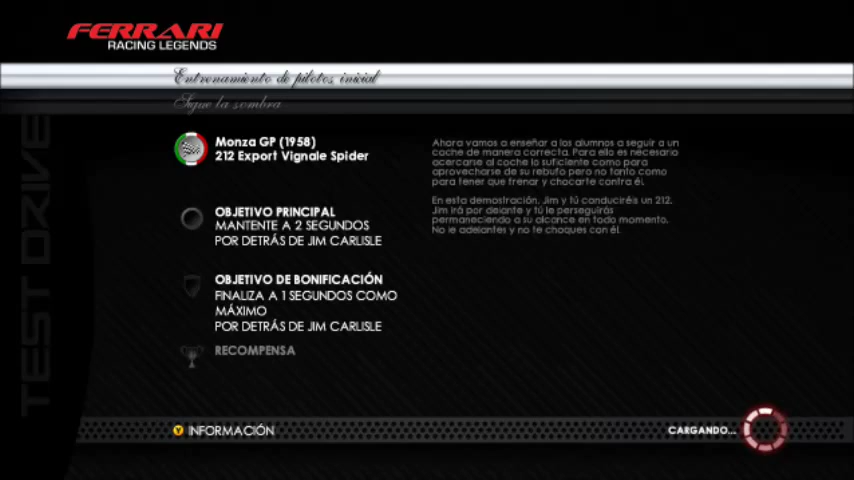 FERRARI
RACING LEGENDS
Entrenamiento de pilotos inicial
Sigue la sombra
TEST DRIVE
Monza GP (1958)
212 Export Vignale Spider
OBJETIVO PRINCIPAL
MANTENTE A 2 SEGUNDOS
POR DETRÁS DE JIM CARLISLE
OBJETIVO DE BONIFICACIÓN
FINALIZA A 1 SEGUNDOS COMO
MÁXIMO
POR DETRÁS DE JIM CARLISLE
RECOMPENSA
Ahora vamos a enseñar a los alumnos a seguir a un
coche de manera correcta. Para ello es necesario
acercarse al coche lo suficiente como para
aprovecharse de su rebufo pero no tanto como
para tener que frenar y chocarte contra él.
En esta demostración, Jim y tú conduciréis un 212.
Jim irá por delante y tú le perseguirás
permaneciendo a su alcance en todo momento.
No le adelantes y no te choques con él.
Y INFORMACIÓN
CARGANDO...